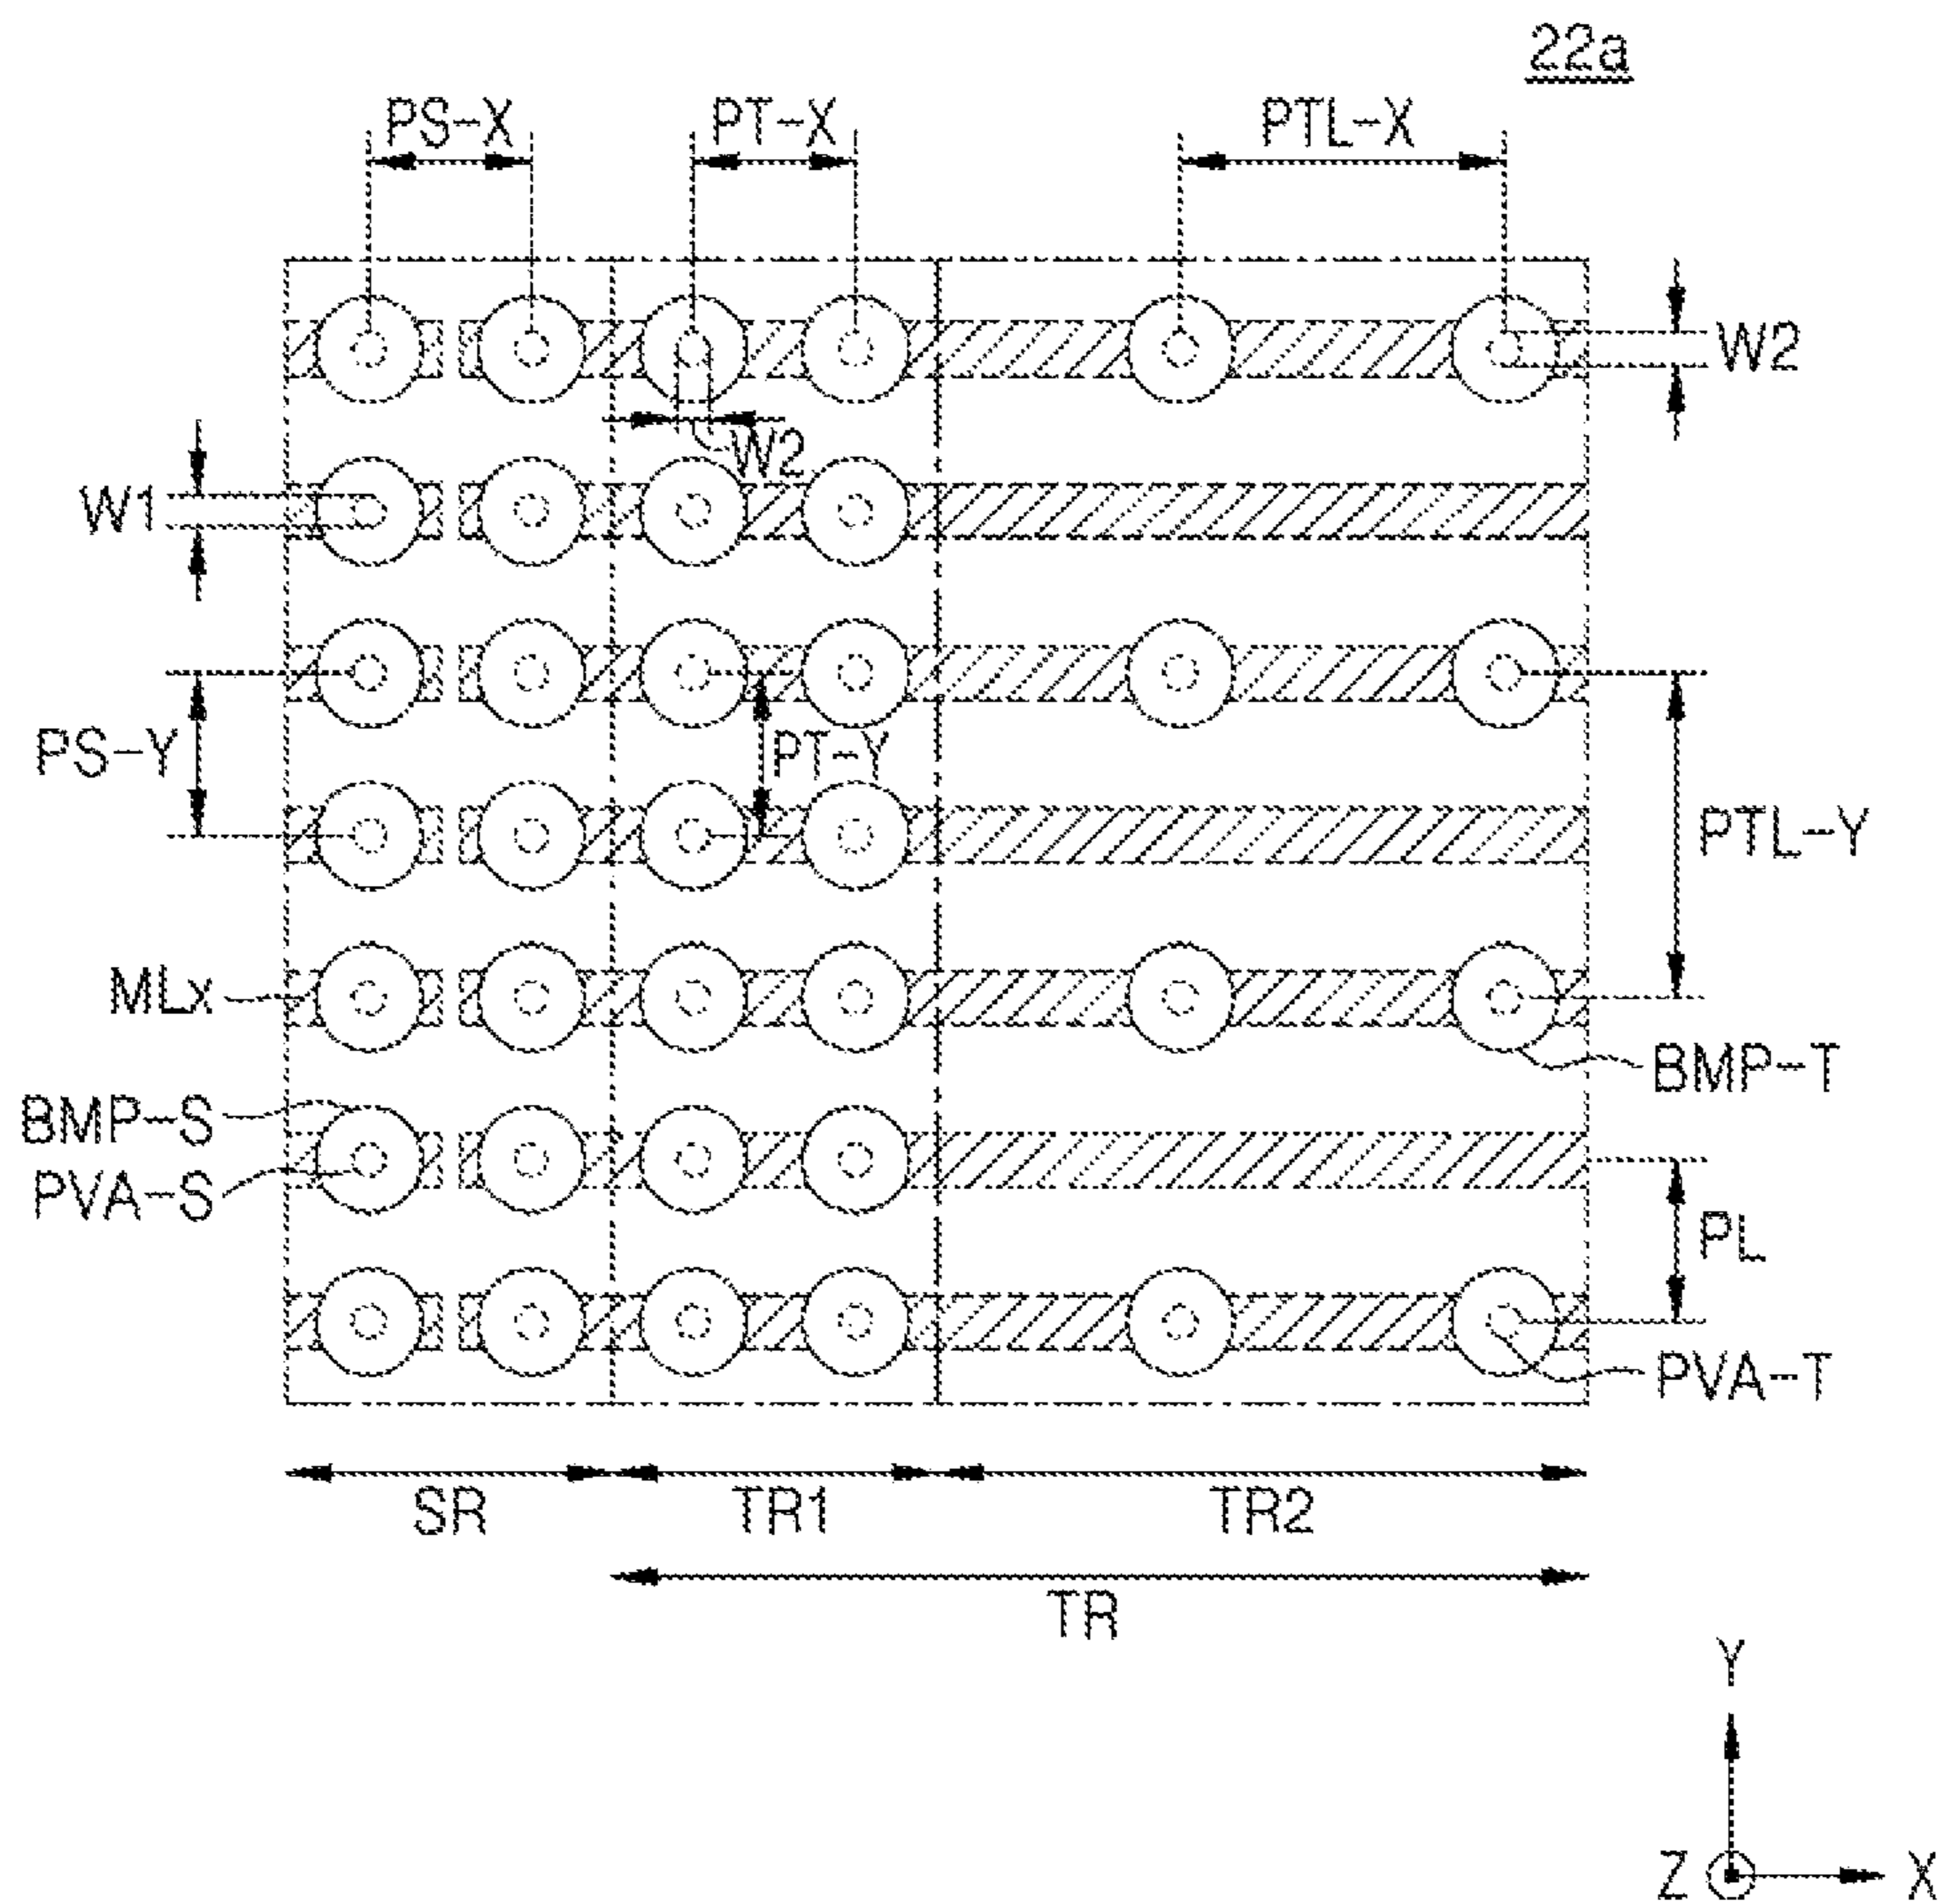 22a
PS-X
PT-X
PTL-X
W2
W2
W1
PS-Y
PT-Y
PTL-Y
MLx
BMP-T
BMP-S
PVA-S
PL
PVA-T
SR
TR1
TR2
TR
Y
Z
X